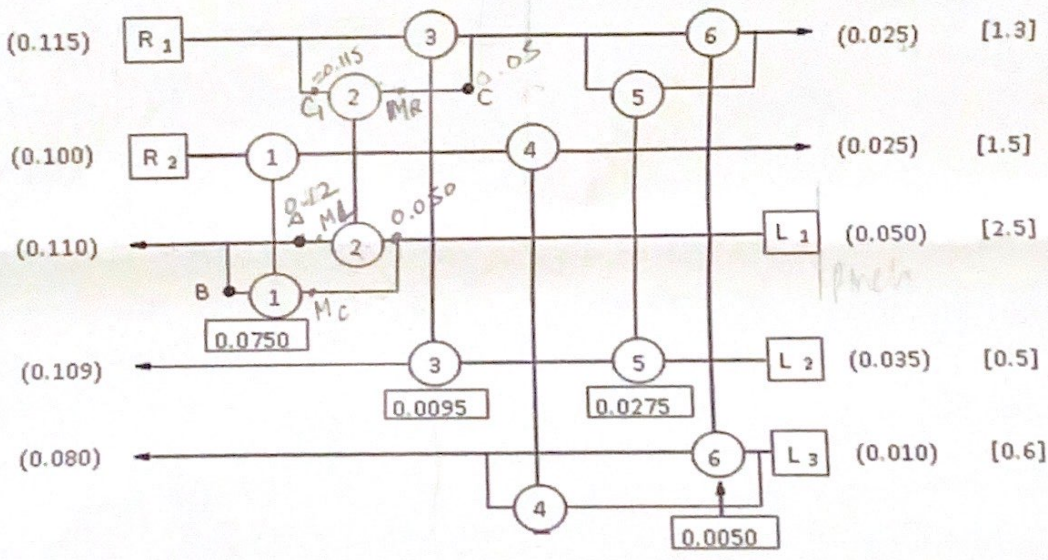 (0.115) R 1 3 6 (0.025) [1.3]
=0.115 0.05
C1 2 MR C 5
(0.100) R 2 1 4 (0.025) [1.5]
0.12 0.050
(0.110) 2 L 1 (0.050) [2.5]
B 1 MC
0.0750
(0.109) 3 5 L 2 (0.035) [0.5]
0.0095 0.0275
(0.080) 6 L 3 (0.010) [0.6]
4
0.0050